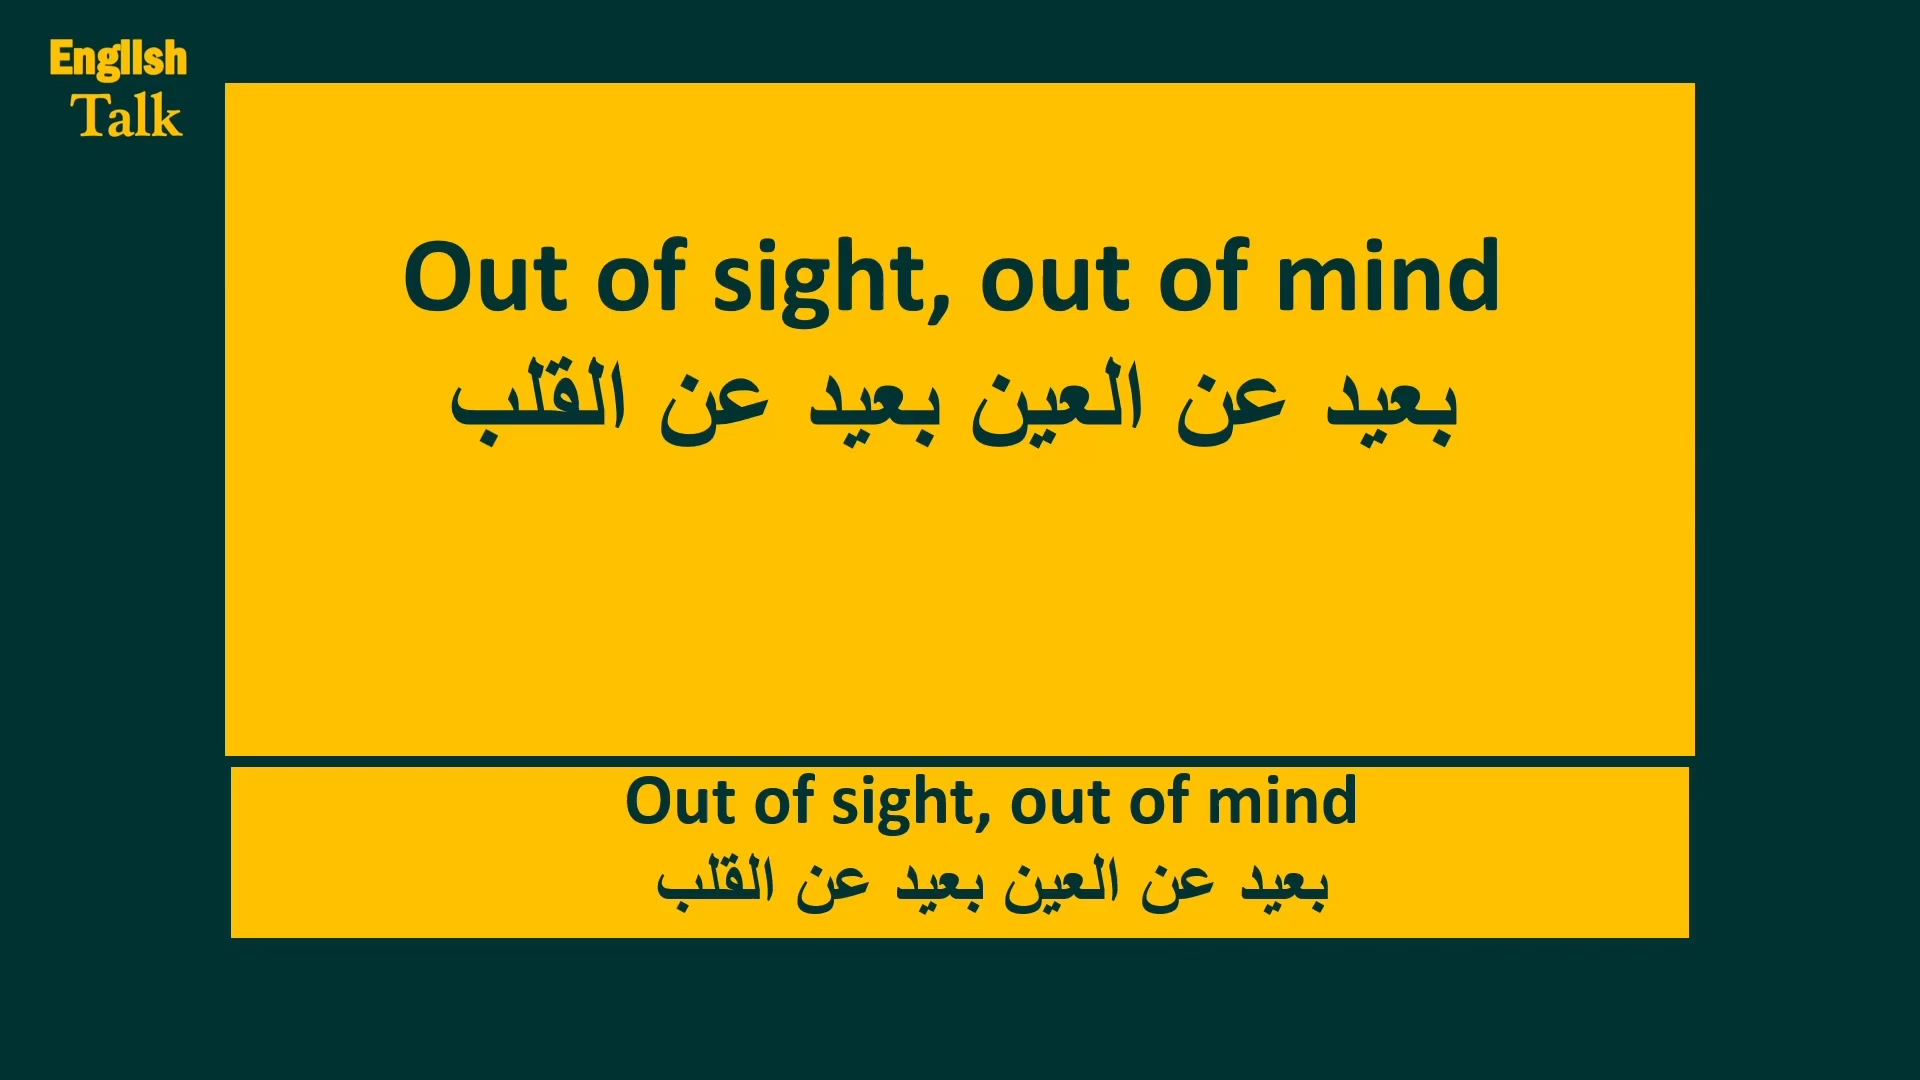 English
Talk
Out of sight, out of mind
بعيد عن العين بعيد عن القلب
Out of sight, out of mind
بعيد عن العين بعيد عن القلب